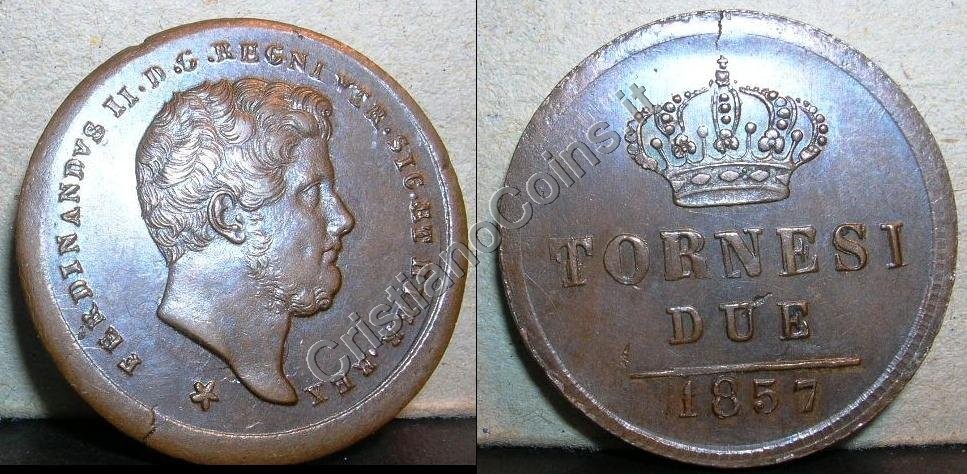 FERDINANDVS II.D.G.REGNI VTR.SIC.ET HIER.REX
TORNESI
DUE
1857
CristianoCoins.it